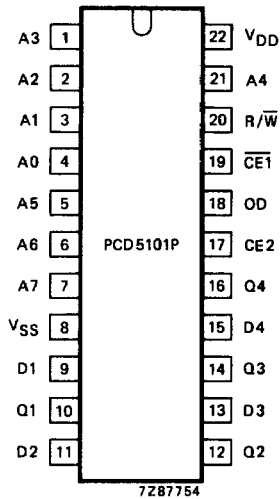 A3 1 22 VDD
A2 2 21 A4
A1 3 20 R/W̅
A0 4 19 C̅E̅1̅
A5 5 18 OD
A6 6 PCD5101P 17 CE2
A7 7 16 Q4
VSS 8 15 D4
D1 9 14 Q3
Q1 10 13 D3
D2 11 12 Q2
7Z87754